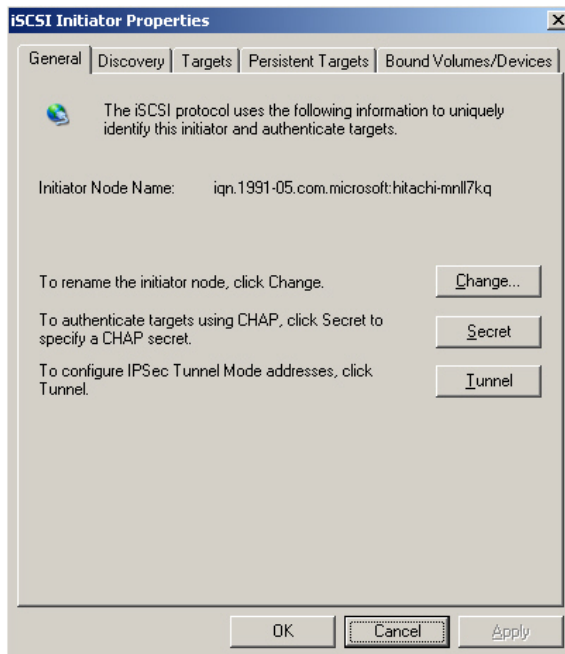 iSCSI Initiator Properties
General Discovery Targets Persistent Targets Bound Volumes/Devices
The iSCSI protocol uses the following information to uniquely
identify this initiator and authenticate targets.
Initiator Node Name: iqn.1991-05.com.microsoft:hitachi-mnll7kq
To rename the initiator node, click Change.
Change...
To authenticate targets using CHAP, click Secret to
specify a CHAP secret.
Secret
To configure IPSec Tunnel Mode addresses, click
Tunnel.
Tunnel
OK Cancel Apply